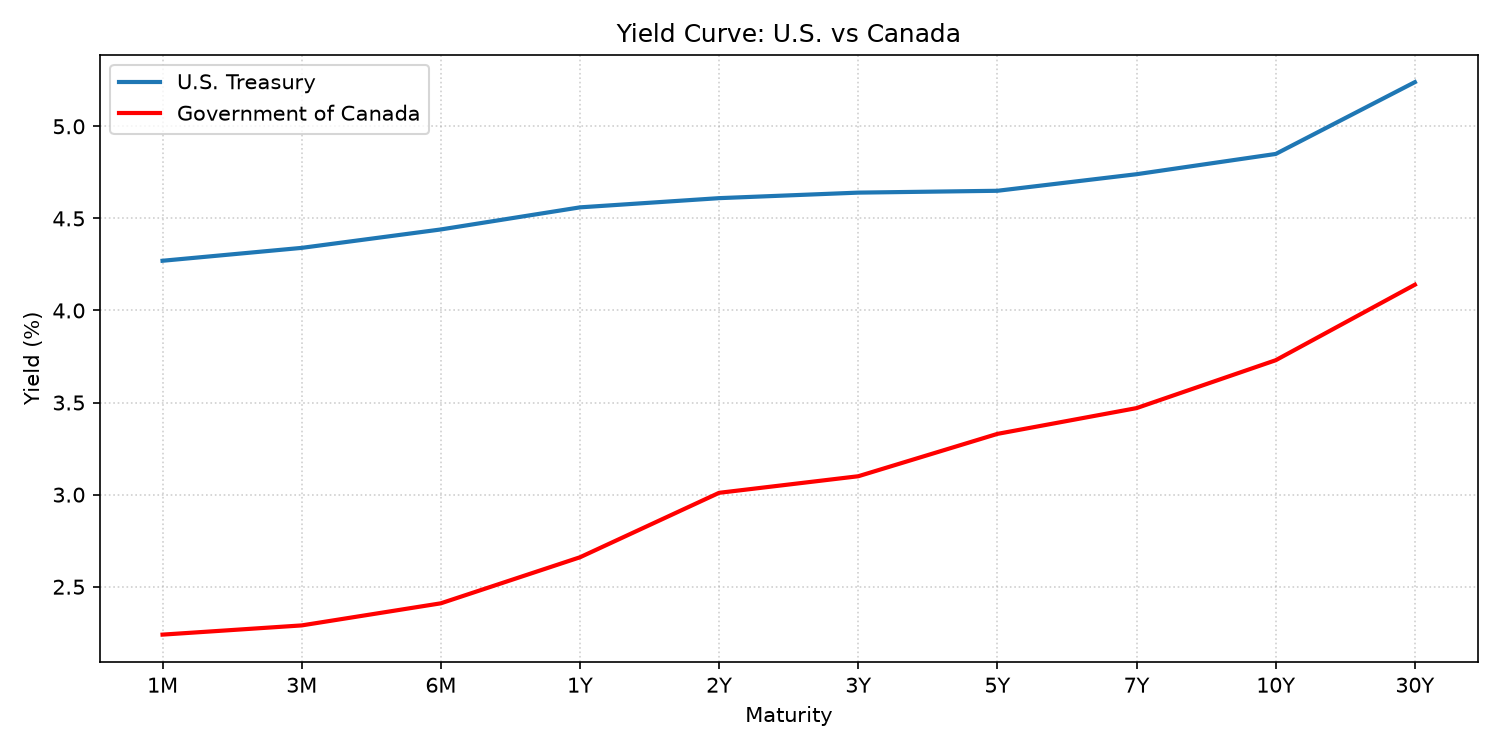 Yield Curve: U.S. vs Canada
U.S. Treasury
Government of Canada
Yield (%)
5.0
4.5
4.0
3.5
3.0
2.5
1M 3M 6M 1Y 2Y 3Y 5Y 7Y 10Y 30Y
Maturity